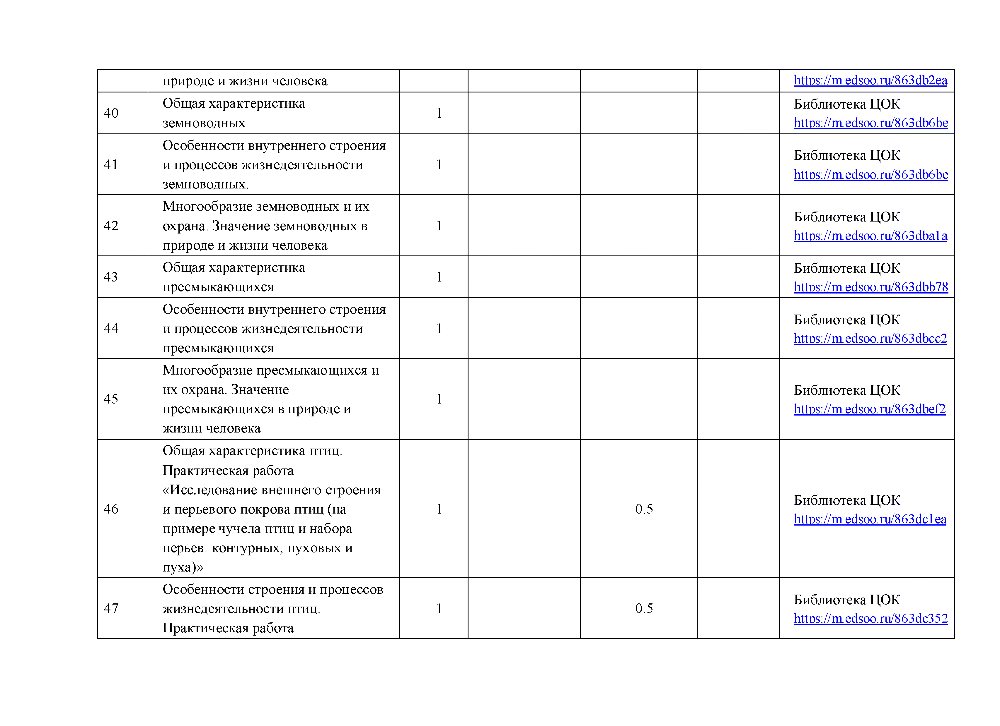 природе и жизни человека
https://m.edsoo.ru/863db2ea
40
Общая характеристика
земноводных
1
Библиотека ЦОК
https://m.edsoo.ru/863db6be
41
Особенности внутреннего строения
и процессов жизнедеятельности
земноводных.
1
Библиотека ЦОК
https://m.edsoo.ru/863db6be
42
Многообразие земноводных и их
охрана. Значение земноводных в
природе и жизни человека
1
Библиотека ЦОК
https://m.edsoo.ru/863dba1a
43
Общая характеристика
пресмыкающихся
1
Библиотека ЦОК
https://m.edsoo.ru/863dbb78
44
Особенности внутреннего строения
и процессов жизнедеятельности
пресмыкающихся
1
Библиотека ЦОК
https://m.edsoo.ru/863dbcc2
45
Многообразие пресмыкающихся и
их охрана. Значение
пресмыкающихся в природе и
жизни человека
1
Библиотека ЦОК
https://m.edsoo.ru/863dbef2
46
Общая характеристика птиц.
Практическая работа
«Исследование внешнего строения
и перьевого покрова птиц (на
примере чучела птиц и набора
перьев: контурных, пуховых и
пуха)»
1
0.5
Библиотека ЦОК
https://m.edsoo.ru/863dc1ea
47
Особенности строения и процессов
жизнедеятельности птиц.
Практическая работа
1
0.5
Библиотека ЦОК
https://m.edsoo.ru/863dc352